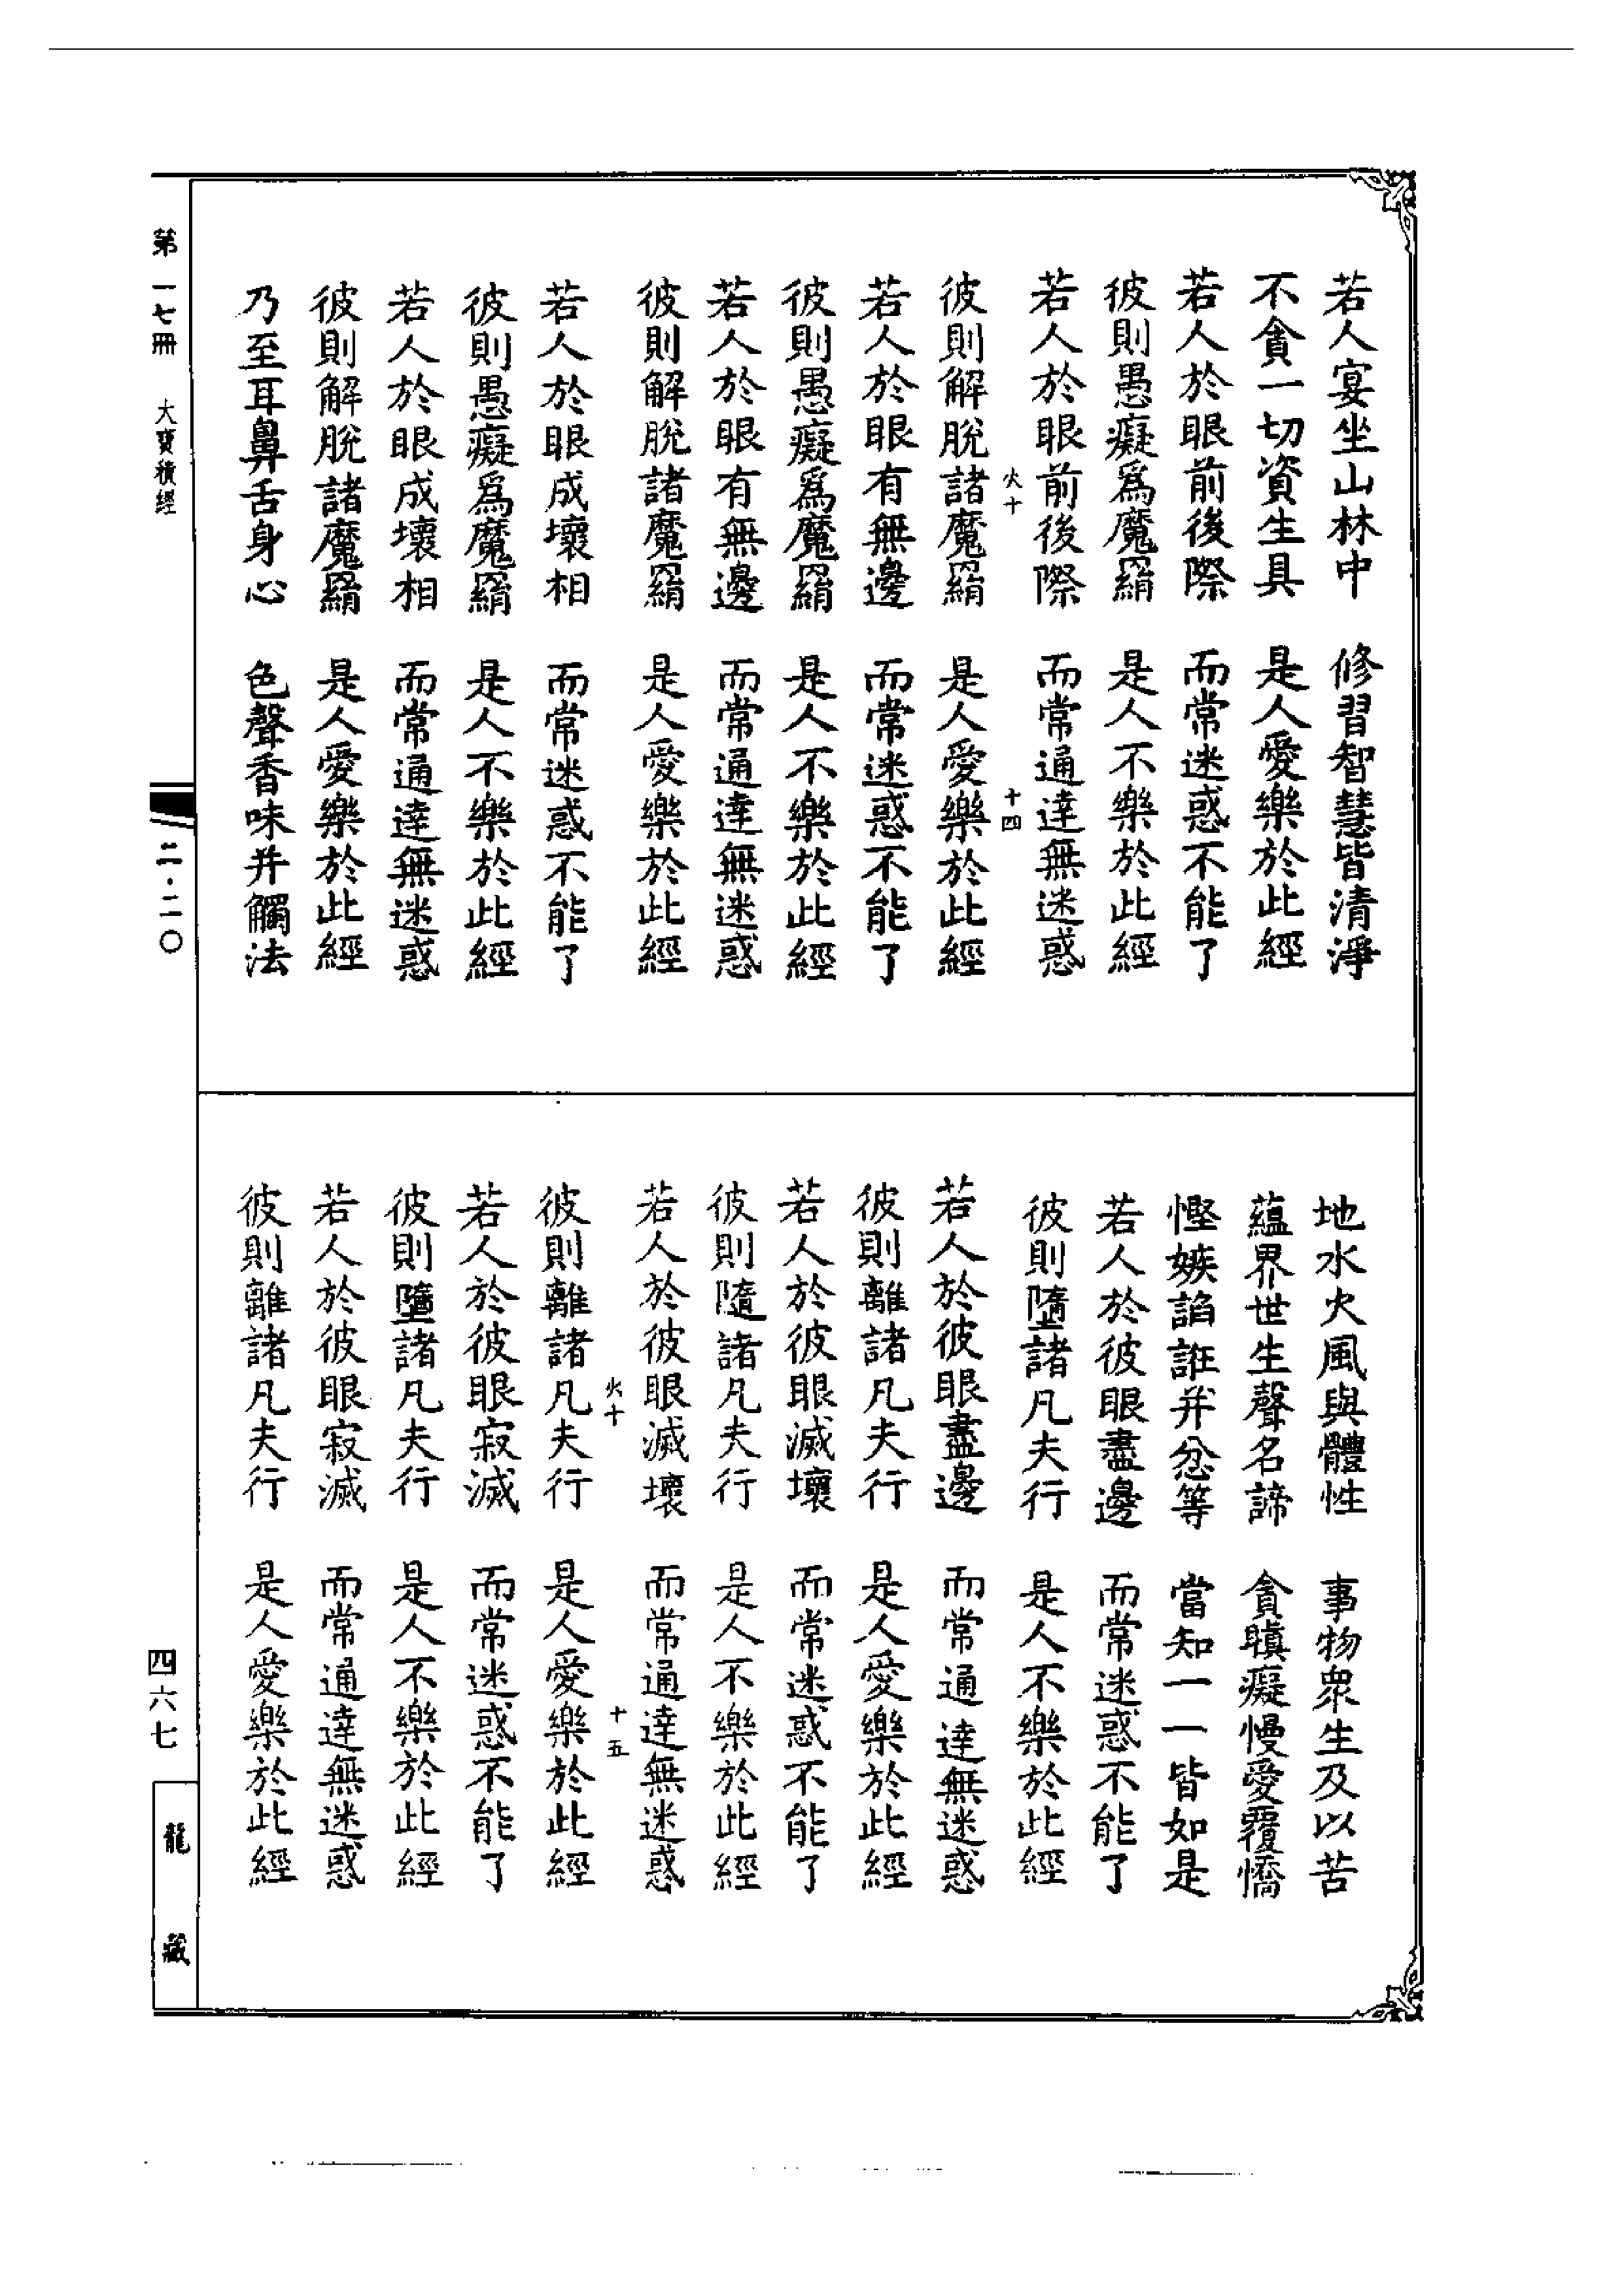 若人宴坐山林中　修習智慧皆清淨
不貪一切資生具　是人愛樂於此經
若人於眼前後際　而常迷惑不能了
彼則愚癡為魔羂　是人不樂於此經
若人於眼前後際　而常通達無迷惑
火十　十四
彼則解脫諸魔羂　是人愛樂於此經
若人於眼有無邊　而常迷惑不能了
彼則愚癡為魔羂　是人不樂於此經
若人於眼有無邊　而常通達無迷惑
彼則解脫諸魔羂　是人愛樂於此經
若人於眼成壞相　而常迷惑不能了
彼則愚癡為魔羂　是人不樂於此經
若人於眼成壞相　而常通達無迷惑
彼則解脫諸魔羂　是人愛樂於此經
乃至耳鼻舌身心　色聲香味并觸法
地水火風與體性　事物眾生及以苦
蘊界世生聲名諦　貪瞋癡慢愛覆憍
慳嫉諂誑并忿等　當知一一皆如是
若人於彼眼盡邊　而常迷惑不能了
彼則墮諸凡夫行　是人不樂於此經
若人於彼眼盡邊　而常通達無迷惑
彼則離諸凡夫行　是人愛樂於此經
若人於彼眼滅壞　而常迷惑不能了
彼則隨諸凡夫行　是人不樂於此經
若人於彼眼滅壞　而常通達無迷惑
火十　十五
彼則離諸凡夫行　是人愛樂於此經
若人於彼眼寂滅　而常迷惑不能了
彼則墮諸凡夫行　是人不樂於此經
若人於彼眼寂滅　而常通達無迷惑
彼則離諸凡夫行　是人愛樂於此經
第一七冊　大寶積經　二·二〇　四六七　龍藏